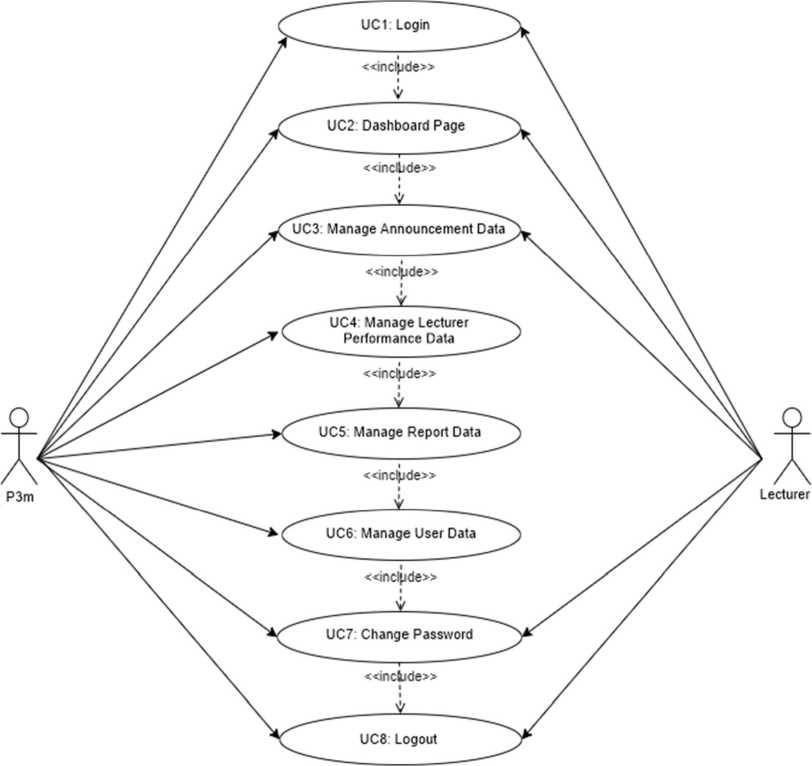 UC1: Login
<<include>>
UC2: Dashboard Page
<<include>>
UC3: Manage Announcement Data
<<include>>
UC4: Manage Lecturer
Performance Data
<<include>>
UC5: Manage Report Data
<<include>>
P3m
Lecturer
UC6: Manage User Data
<<include>>
UC7: Change Password
<<include>>
UC8: Logout